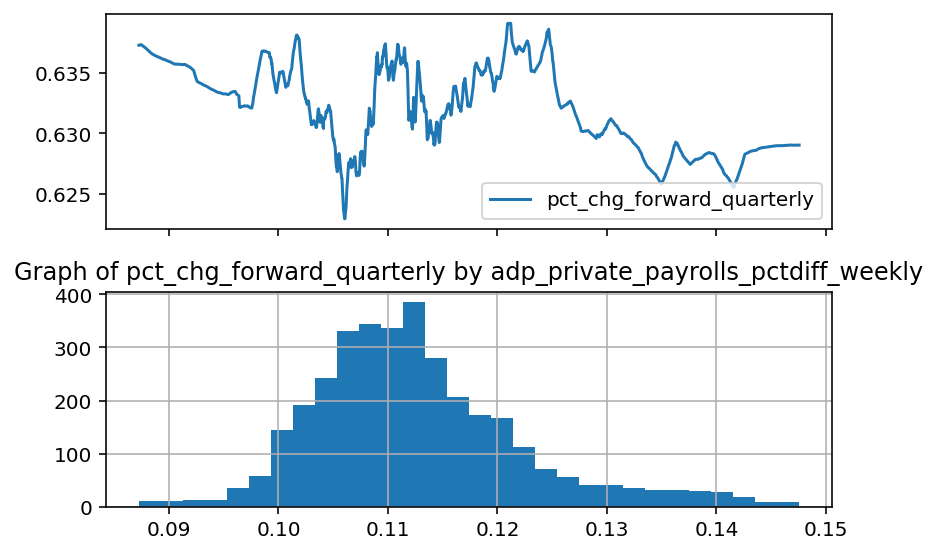 0.635
0.630
0.625
pct_chg_forward_quarterly
Graph of pct_chg_forward_quarterly by adp_private_payrolls_pctdiff_weekly
400
300
200
100
0
0.09 0.10 0.11 0.12 0.13 0.14 0.15